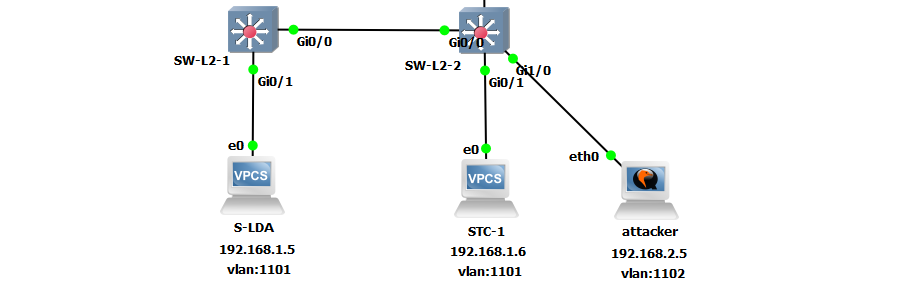 Gi0/0
Gi0/0
SW-L2-1
SW-L2-2
Gi0/1
Gi0/1
Gi1/0
e0
e0
eth0
VPCS
VPCS
S-LDA
192.168.1.5
vlan:1101
STC-1
192.168.1.6
vlan:1101
attacker
192.168.2.5
vlan:1102